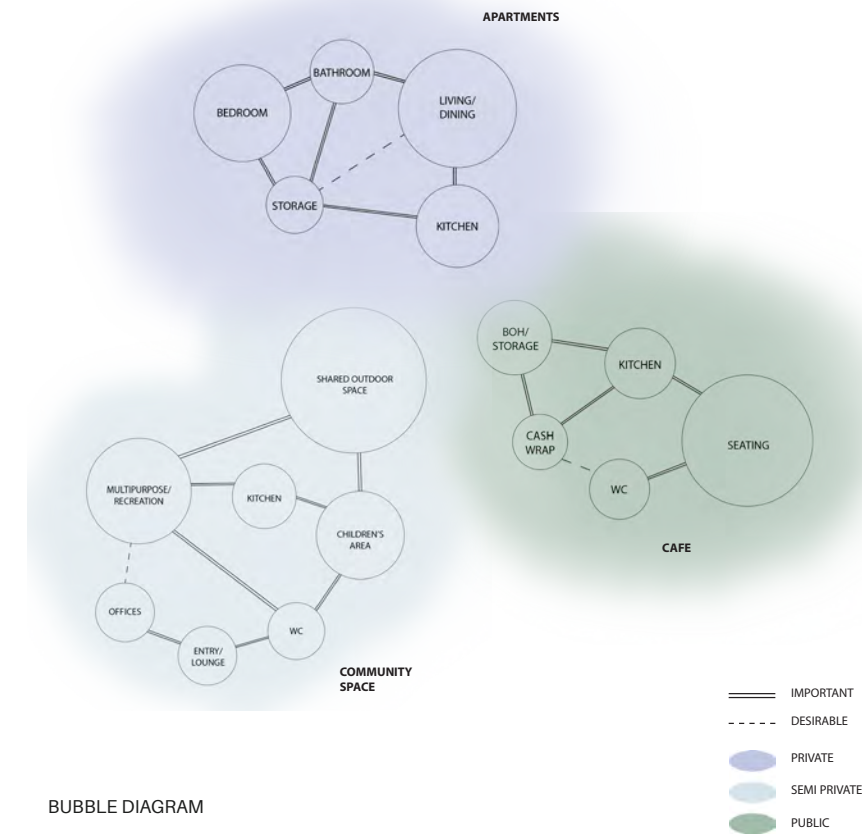 APARTMENTS
BATHROOM
BEDROOM
LIVING/
DINING
STORAGE
KITCHEN
BOH/
STORAGE
KITCHEN
CASH
WRAP
SEATING
WC
CAFE
SHARED OUTDOOR
SPACE
MULTIPURPOSE/
RECREATION
KITCHEN
CHILDREN'S
AREA
OFFICES
ENTRY/
LOUNGE
WC
COMMUNITY
SPACE
IMPORTANT
DESIRABLE
PRIVATE
SEMI PRIVATE
PUBLIC
BUBBLE DIAGRAM